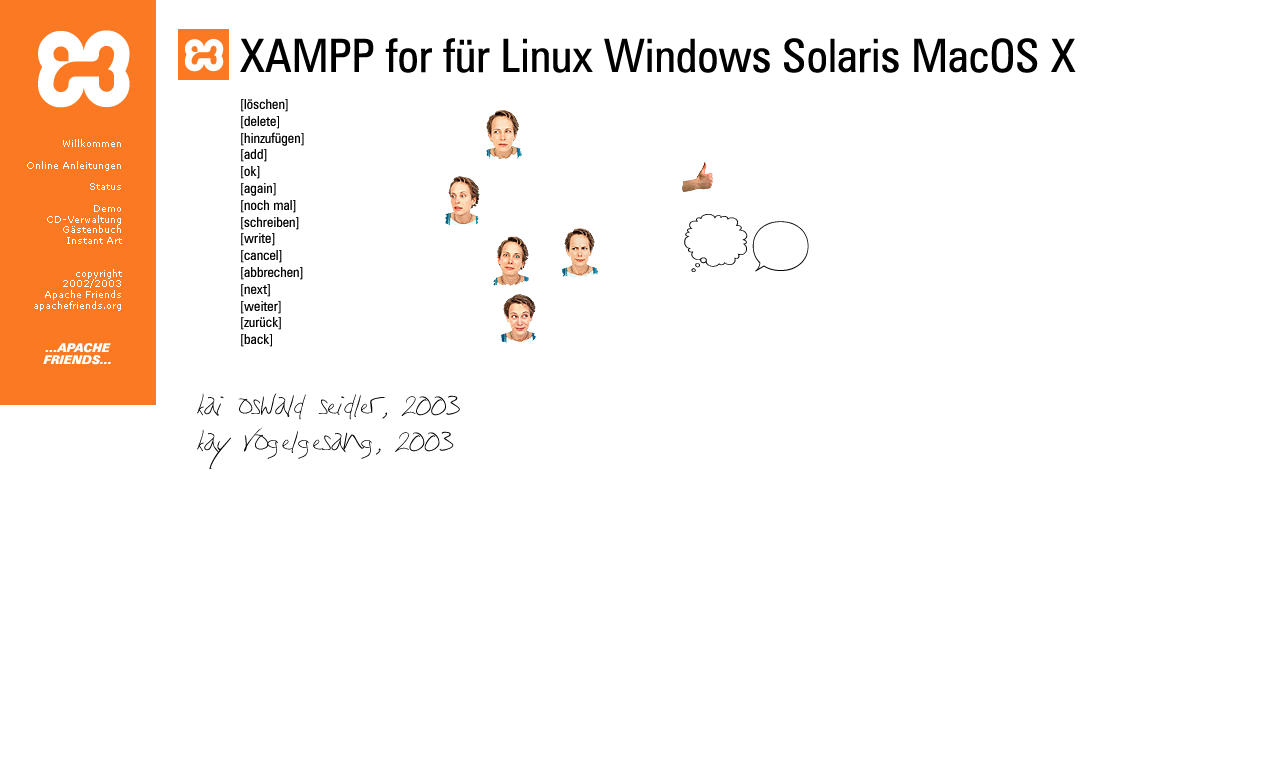 XAMPP for für Linux Windows Solaris MacOS X
Willkommen
Online Anleitungen
Status
Demo
CD-Verwaltung
Gästenbuch
Instant Art
copyright
2002/2003
Apache Friends
apachefriends.org
...APACHE
FRIENDS...
[löschen]
[delete]
[hinzufügen]
[add]
[ok]
[again]
[noch mal]
[schreiben]
[write]
[cancel]
[abbrechen]
[next]
[weiter]
[zurück]
[back]
kai oswald seidler, 2003
kay vogelgesang, 2003